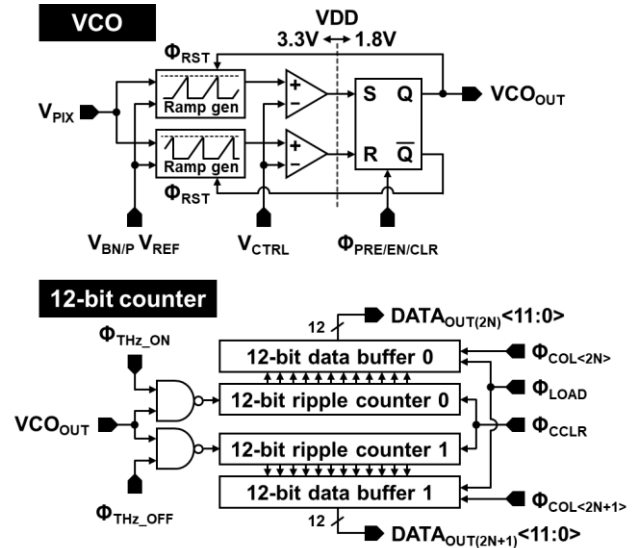 VCO
VDD
3.3V 1.8V
ΦRST
Ramp gen
VPIX
Ramp gen
ΦRST
+
−
+
−
S Q
R Q̅
VCOOUT
VBN/P VREF
VCTRL
ΦPRE/EN/CLR
12-bit counter
ΦTHz_ON
VCOOUT
ΦTHz_OFF
12
DATAOUT(2N)<11:0>
12-bit data buffer 0
12-bit ripple counter 0
12-bit ripple counter 1
12-bit data buffer 1
ΦCOL<2N>
ΦLOAD
ΦCCLR
ΦCOL<2N+1>
12
DATAOUT(2N+1)<11:0>